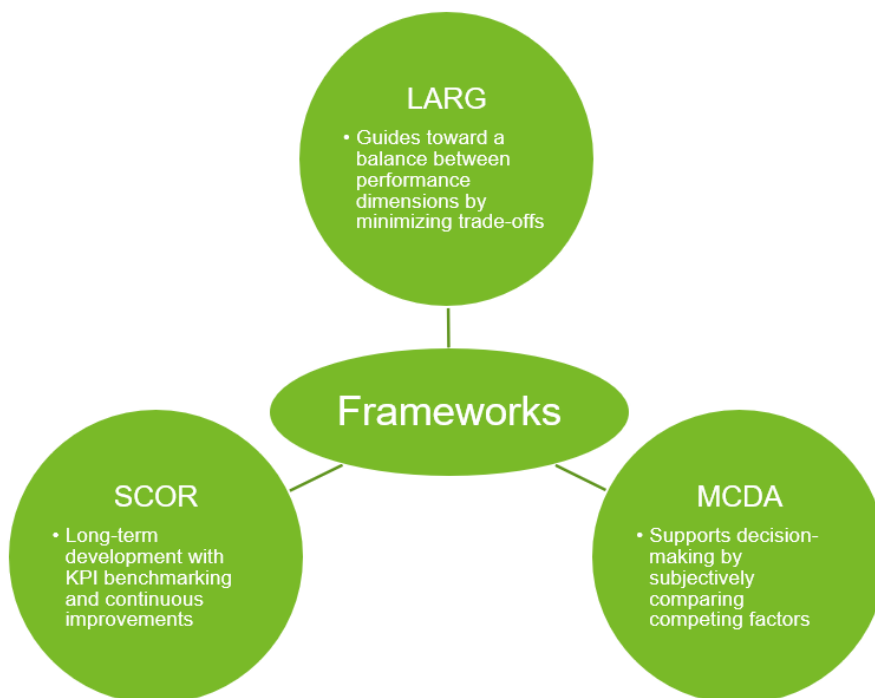 LARG
• Guides toward a
balance between
performance
dimensions by
minimizing trade-offs
Frameworks
SCOR
• Long-term
development with
KPI benchmarking
and continuous
improvements
MCDA
• Supports decision-
making by
subjectively
comparing
competing factors